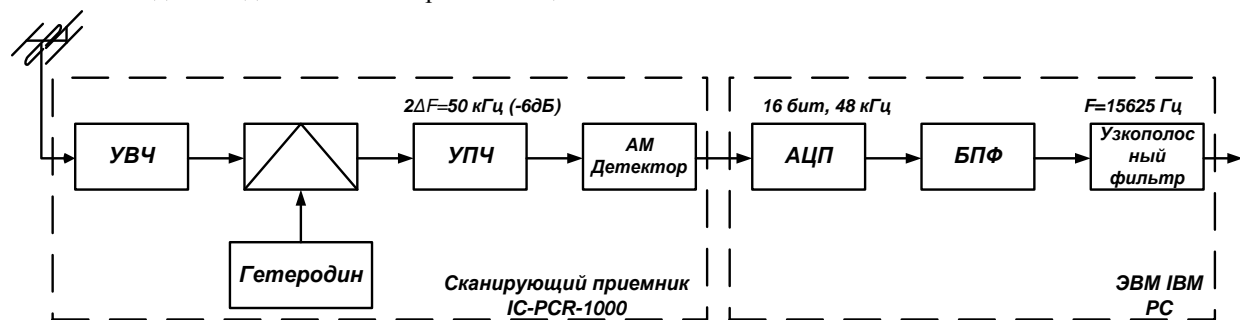 2ΔF=50 кГц (-6дБ)
16 бит, 48 кГц
F=15625 Гц
УВЧ
УПЧ
АМ
Детектор
АЦП
БПФ
Узкополос
ный
фильтр
Гетеродин
Сканирующий приемник
IC-PCR-1000
ЭВМ IBM
PC